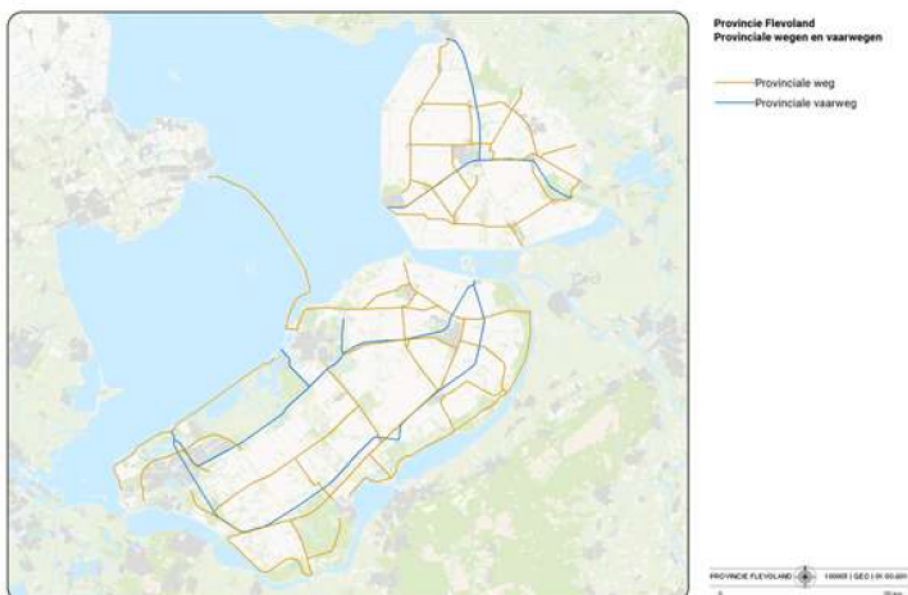 Provincie Flevoland
Provinciale wegen en vaarwegen
Provinciale weg
Provinciale vaarweg
PROVINCIE FLEVOLAND